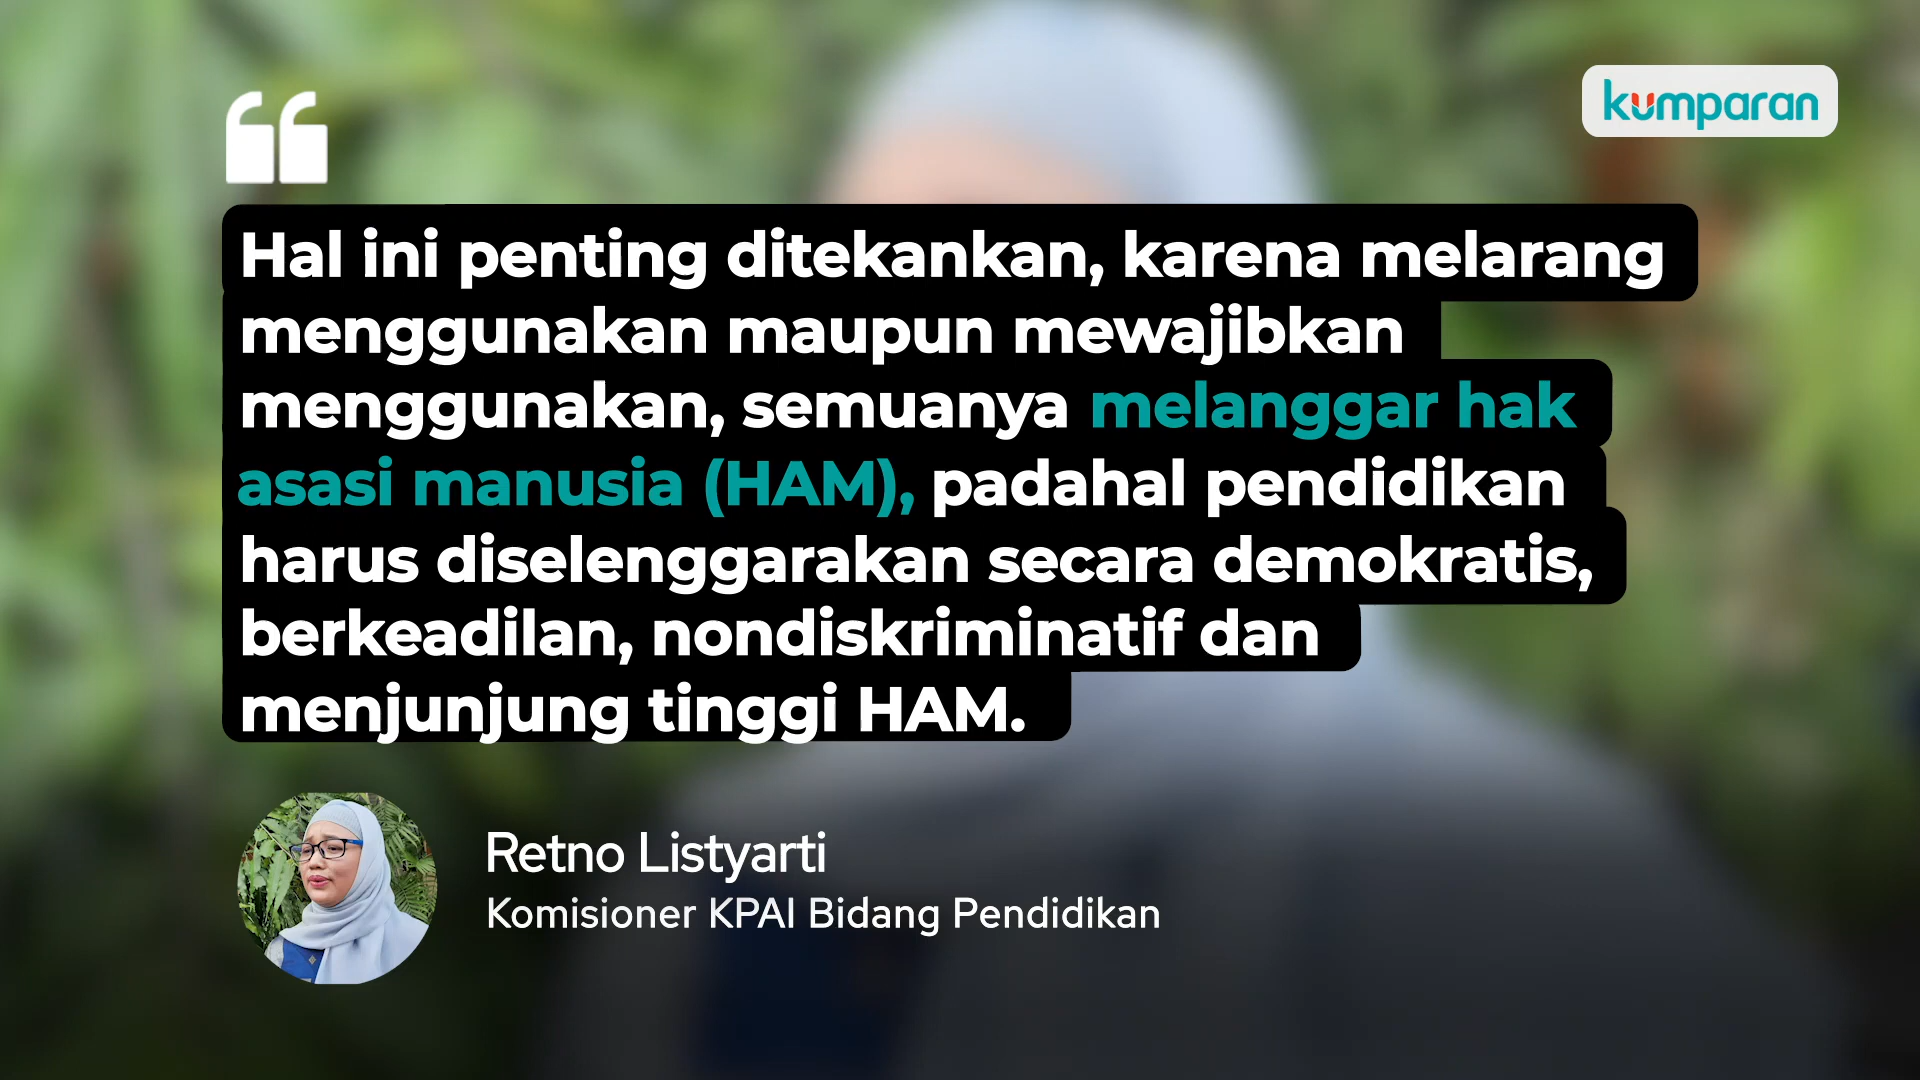 kumparan
Hal ini penting ditekankan, karena melarang
menggunakan maupun mewajibkan
menggunakan, semuanya melanggar hak
asasi manusia (HAM), padahal pendidikan
harus diselenggarakan secara demokratis,
berkeadilan, nondiskriminatif dan
menjunjung tinggi HAM.
Retno Listyarti
Komisioner KPAI Bidang Pendidikan